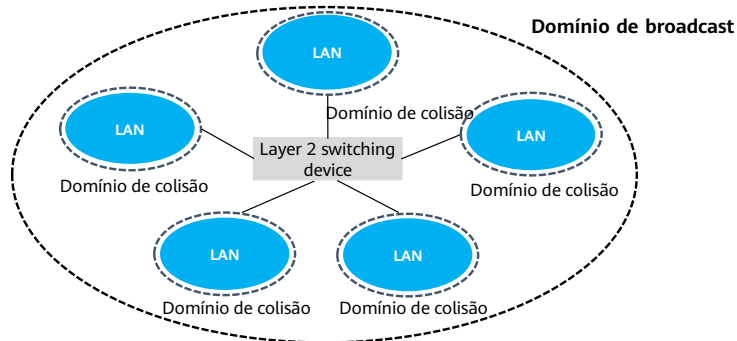 Domínio de broadcast
LAN
Domínio de colisão
LAN
LAN
Layer 2 switching
device
Domínio de colisão
Domínio de colisão
LAN
LAN
Domínio de colisão
Domínio de colisão